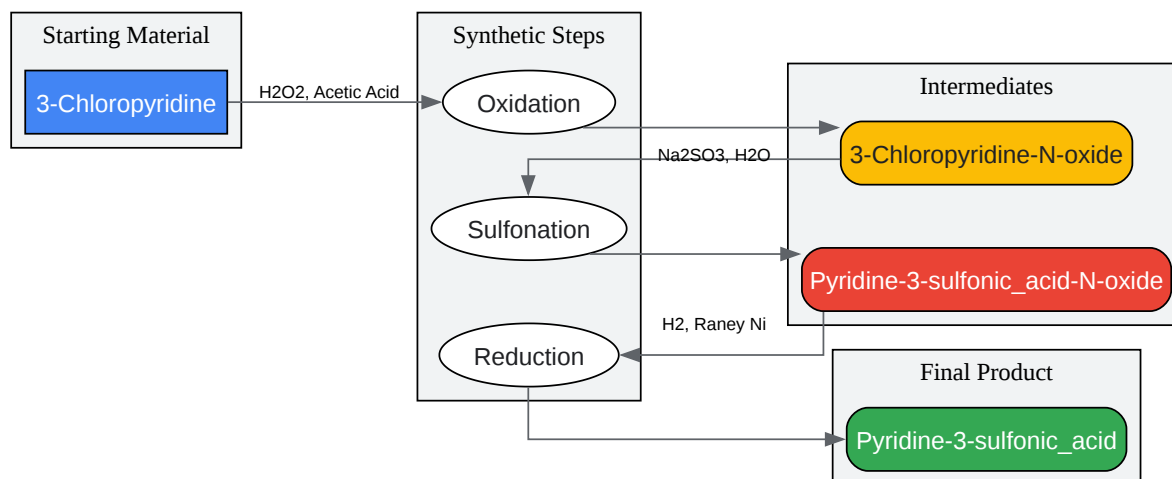 Starting Material
3-Chloropyridine
H2O2, Acetic Acid
Synthetic Steps
Oxidation
Intermediates
3-Chloropyridine-N-oxide
Na2SO3, H2O
Sulfonation
Pyridine-3-sulfonic_acid-N-oxide
H2, Raney Ni
Reduction
Final Product
Pyridine-3-sulfonic_acid